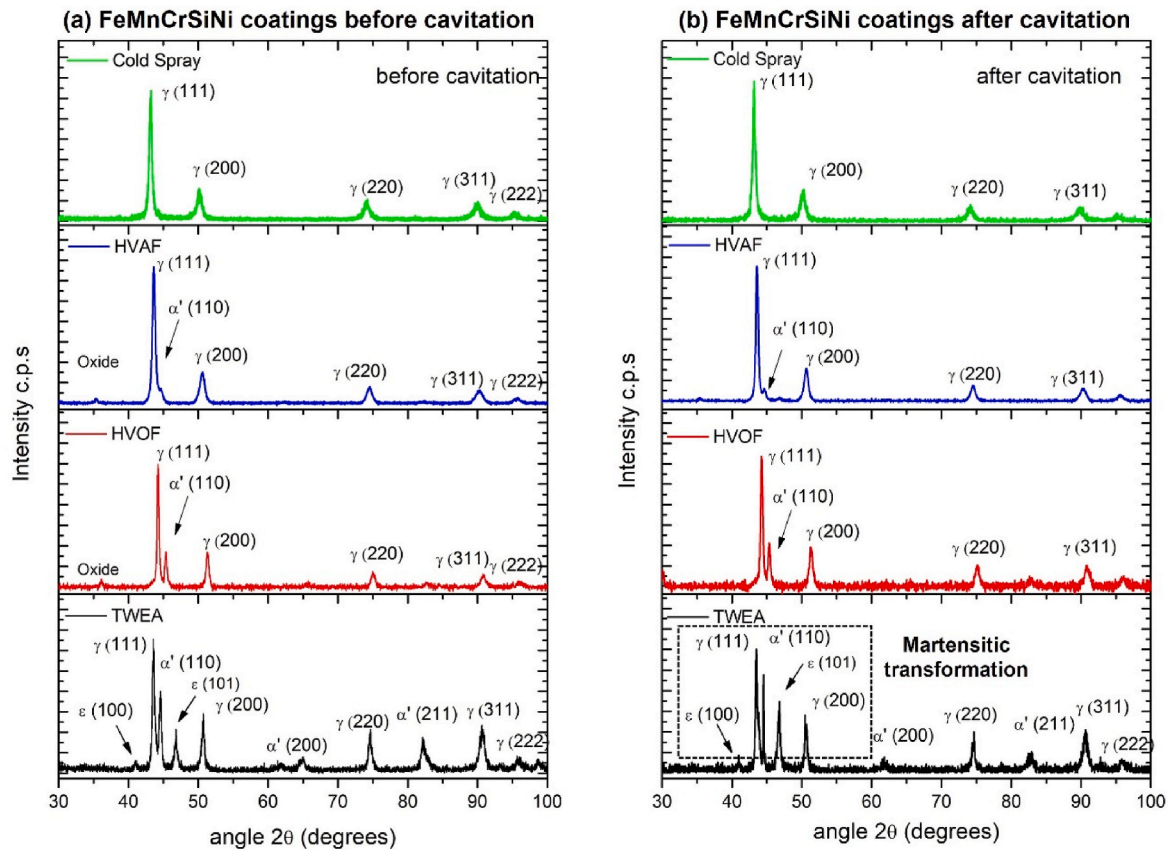 (a) FeMnCrSiNi coatings before cavitation
Cold Spray
before cavitation
γ (111)
γ (200)
γ (220)
γ (311)
γ (222)
HVAF
γ (111)
α' (110)
Oxide
γ (200)
γ (220)
γ (311)
γ (222)
HVOF
γ (111)
α' (110)
Oxide
γ (200)
γ (220)
γ (311)
γ (222)
TWEA
γ (111)
α' (110)
ε (101)
ε (100)
γ (200)
α' (200)
γ (220)
α' (211)
γ (311)
γ (222)
30 40 50 60 70 80 90 100
angle 2θ (degrees)
Intensity c.p.s
(b) FeMnCrSiNi coatings after cavitation
Cold Spray
after cavitation
γ (111)
γ (200)
γ (220)
γ (311)
HVAF
γ (111)
α' (110)
γ (200)
γ (220)
γ (311)
γ (222)
HVOF
γ (111)
α' (110)
γ (200)
γ (220)
γ (311)
TWEA
γ (111)
α' (110)
Martensitic
transformation
ε (101)
ε (100)
γ (200)
α' (200)
γ (220)
α' (211)
γ (311)
γ (222)
30 40 50 60 70 80 90 100
angle 2θ (degrees)
Intensity c.p.s